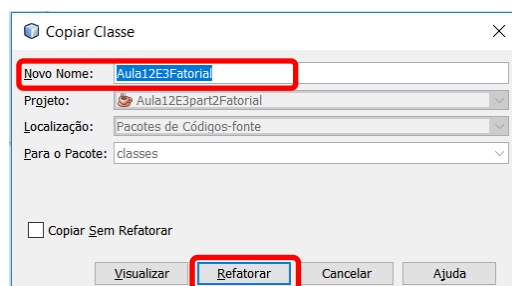 Copiar Classe
Novo Nome: Aula12E3Fatorial
Projeto: Aula12E3part2Fatorial
Localização: Pacotes de Códigos-fonte
Para o Pacote: classes
Copiar Sem Refatorar
Visualizar Refatorar Cancelar Ajuda